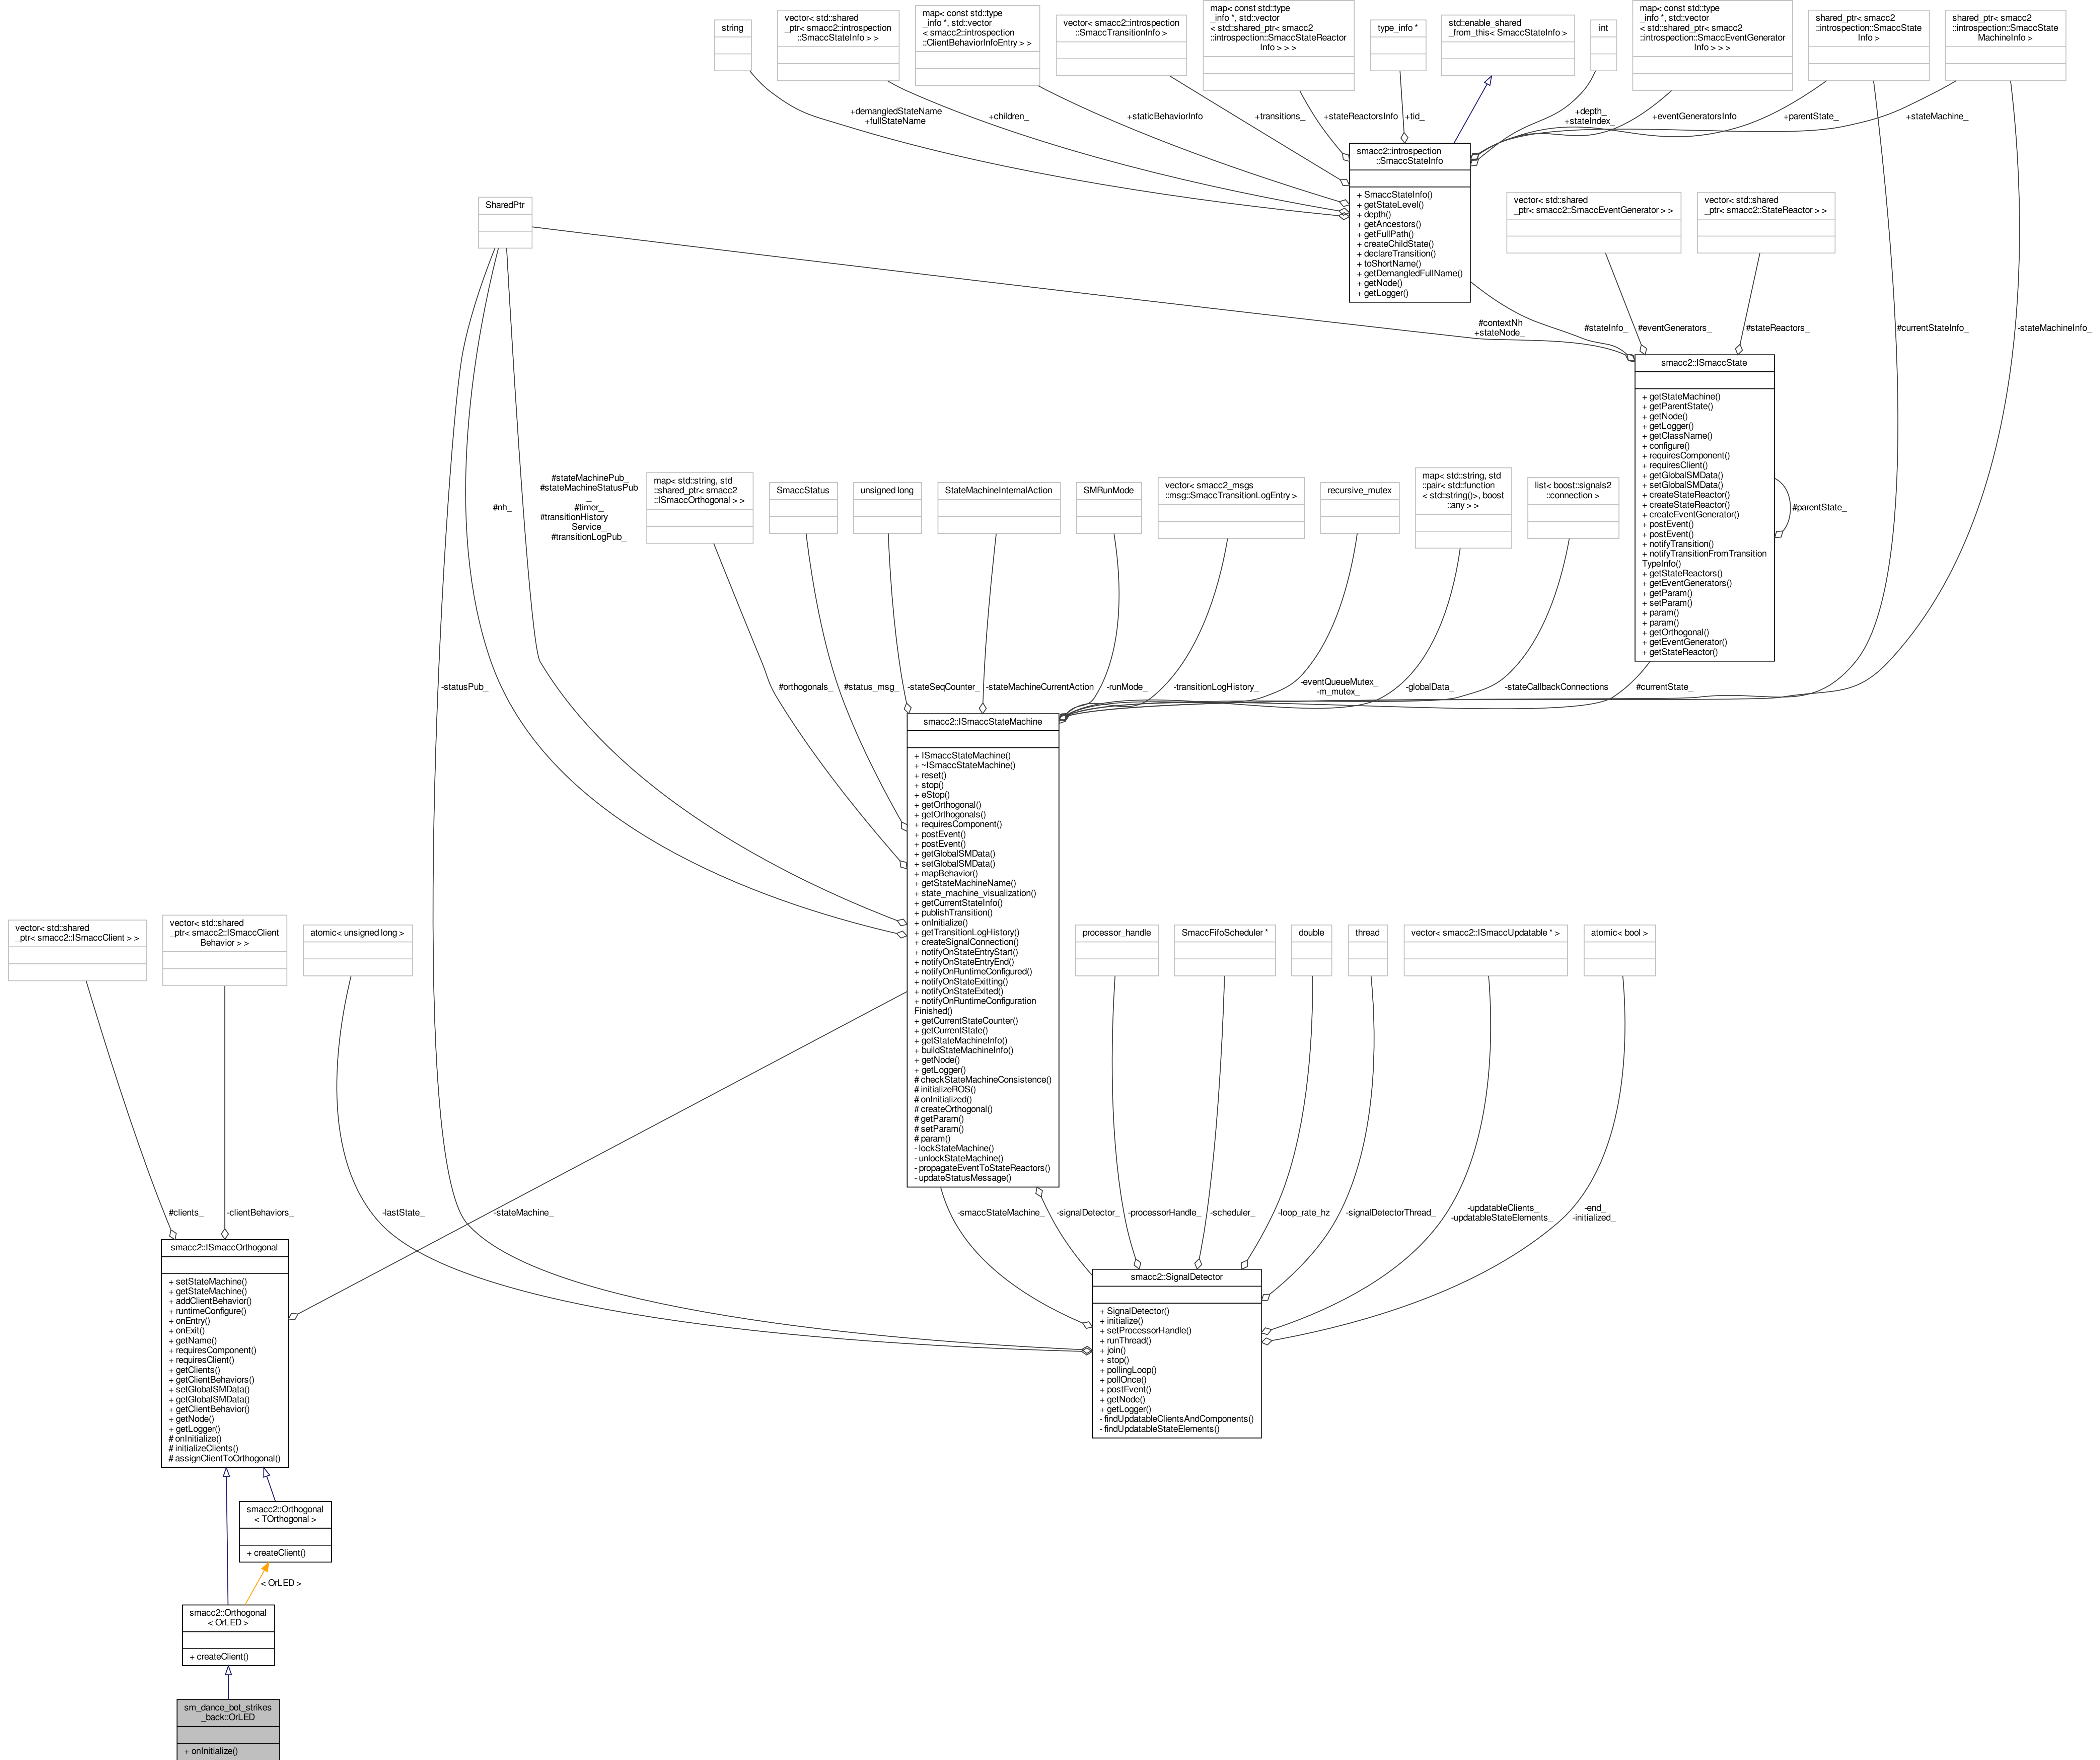 string
vector< std::shared
_ptr< smacc2::introspection
::SmaccStateInfo > >
map< const std::type
_info *, std::vector
< smacc2::introspection
::ClientBehaviorInfoEntry > >
vector< smacc2::introspection
::SmaccTransitionInfo >
map< const std::type
_info *, std::vector
< std::shared_ptr< smacc2
::introspection::SmaccStateReactor
Info > > >
type_info *
std::enable_shared
_from_this< SmaccStateInfo >
int
map< const std::type
_info *, std::vector
< std::shared_ptr< smacc2
::introspection::SmaccEventGenerator
Info > > >
shared_ptr< smacc2
::introspection::SmaccState
Info >
shared_ptr< smacc2
::introspection::SmaccState
MachineInfo >
+demangledStateName
+fullStateName
+children_
+staticBehaviorInfo
+transitions_
+stateReactorsInfo
+tid_
+depth_
+stateIndex_
+eventGeneratorsInfo
+parentState_
+stateMachine_
smacc2::introspection
::SmaccStateInfo
+ SmaccStateInfo()
+ getStateLevel()
+ depth()
+ getAncestors()
+ getFullPath()
+ createChildState()
+ declareTransition()
+ toShortName()
+ getDemangledFullName()
+ getNode()
+ getLogger()
SharedPtr
vector< std::shared
_ptr< smacc2::SmaccEventGenerator > >
vector< std::shared
_ptr< smacc2::StateReactor > >
#contextNh
+stateNode_
#stateInfo_
#eventGenerators_
#stateReactors_
#currentStateInfo_
-stateMachineInfo_
smacc2::ISmaccState
+ getStateMachine()
+ getParentState()
+ getNode()
+ getLogger()
+ getClassName()
+ configure()
+ requiresComponent()
+ requiresClient()
+ getGlobalSMData()
+ setGlobalSMData()
+ createStateReactor()
+ createStateReactor()
+ createEventGenerator()
+ postEvent()
+ postEvent()
+ notifyTransition()
+ notifyTransitionFromTransition
TypeInfo()
+ getStateReactors()
+ getEventGenerators()
+ getParam()
+ setParam()
+ param()
+ param()
+ getOrthogonal()
+ getEventGenerator()
+ getStateReactor()
#parentState_
#nh_
#stateMachinePub_
#stateMachineStatusPub
_
#timer_
#transitionHistory
Service_
#transitionLogPub_
map< std::string, std
::shared_ptr< smacc2
::ISmaccOrthogonal > >
SmaccStatus
unsigned long
StateMachineInternalAction
SMRunMode
vector< smacc2_msgs
::msg::SmaccTransitionLogEntry >
recursive_mutex
map< std::string, std
::pair< std::function
< std::string()>, boost
::any > >
list< boost::signals2
::connection >
-statusPub_
#orthogonals_
#status_msg_
-stateSeqCounter_
-stateMachineCurrentAction
-runMode_
-transitionLogHistory_
-eventQueueMutex_
-m_mutex_
-globalData_
-stateCallbackConnections
#currentState_
smacc2::ISmaccStateMachine
+ ISmaccStateMachine()
+ ~ISmaccStateMachine()
+ reset()
+ stop()
+ eStop()
+ getOrthogonal()
+ getOrthogonals()
+ requiresComponent()
+ postEvent()
+ postEvent()
+ getGlobalSMData()
+ setGlobalSMData()
+ mapBehavior()
+ getStateMachineName()
+ state_machine_visualization()
+ getCurrentStateInfo()
+ publishTransition()
+ onInitialize()
+ getTransitionLogHistory()
+ createSignalConnection()
+ notifyOnStateEntryStart()
+ notifyOnStateEntryEnd()
+ notifyOnRuntimeConfigured()
+ notifyOnStateExitting()
+ notifyOnStateExited()
+ notifyOnRuntimeConfiguration
Finished()
+ getCurrentStateCounter()
+ getCurrentState()
+ getStateMachineInfo()
+ buildStateMachineInfo()
+ getNode()
+ getLogger()
# checkStateMachineConsistence()
# initializeROS()
# onInitialized()
# createOrthogonal()
# getParam()
# setParam()
# param()
- lockStateMachine()
- unlockStateMachine()
- propagateEventToStateReactors()
- updateStatusMessage()
vector< std::shared
_ptr< smacc2::ISmaccClient > >
vector< std::shared
_ptr< smacc2::ISmaccClient
Behavior > >
atomic< unsigned long >
processor_handle
SmaccFifoScheduler *
double
thread
vector< smacc2::ISmaccUpdatable * >
atomic< bool >
#clients_
-clientBehaviors_
-lastState_
-stateMachine_
-smaccStateMachine_
-signalDetector_
-processorHandle_
-scheduler_
-loop_rate_hz
-signalDetectorThread_
-updatableClients_
-updatableStateElements_
-end_
-initialized_
smacc2::ISmaccOrthogonal
+ setStateMachine()
+ getStateMachine()
+ addClientBehavior()
+ runtimeConfigure()
+ onEntry()
+ onExit()
+ getName()
+ requiresComponent()
+ requiresClient()
+ getClients()
+ getClientBehaviors()
+ setGlobalSMData()
+ getGlobalSMData()
+ getClientBehavior()
+ getNode()
+ getLogger()
# onInitialize()
# initializeClients()
# assignClientToOrthogonal()
smacc2::SignalDetector
+ SignalDetector()
+ initialize()
+ setProcessorHandle()
+ runThread()
+ join()
+ stop()
+ pollingLoop()
+ pollOnce()
+ postEvent()
+ getNode()
+ getLogger()
- findUpdatableClientsAndComponents()
- findUpdatableStateElements()
smacc2::Orthogonal
< TOrthogonal >
+ createClient()
< OrLED >
smacc2::Orthogonal
< OrLED >
+ createClient()
sm_dance_bot_strikes
_back::OrLED
+ onInitialize()